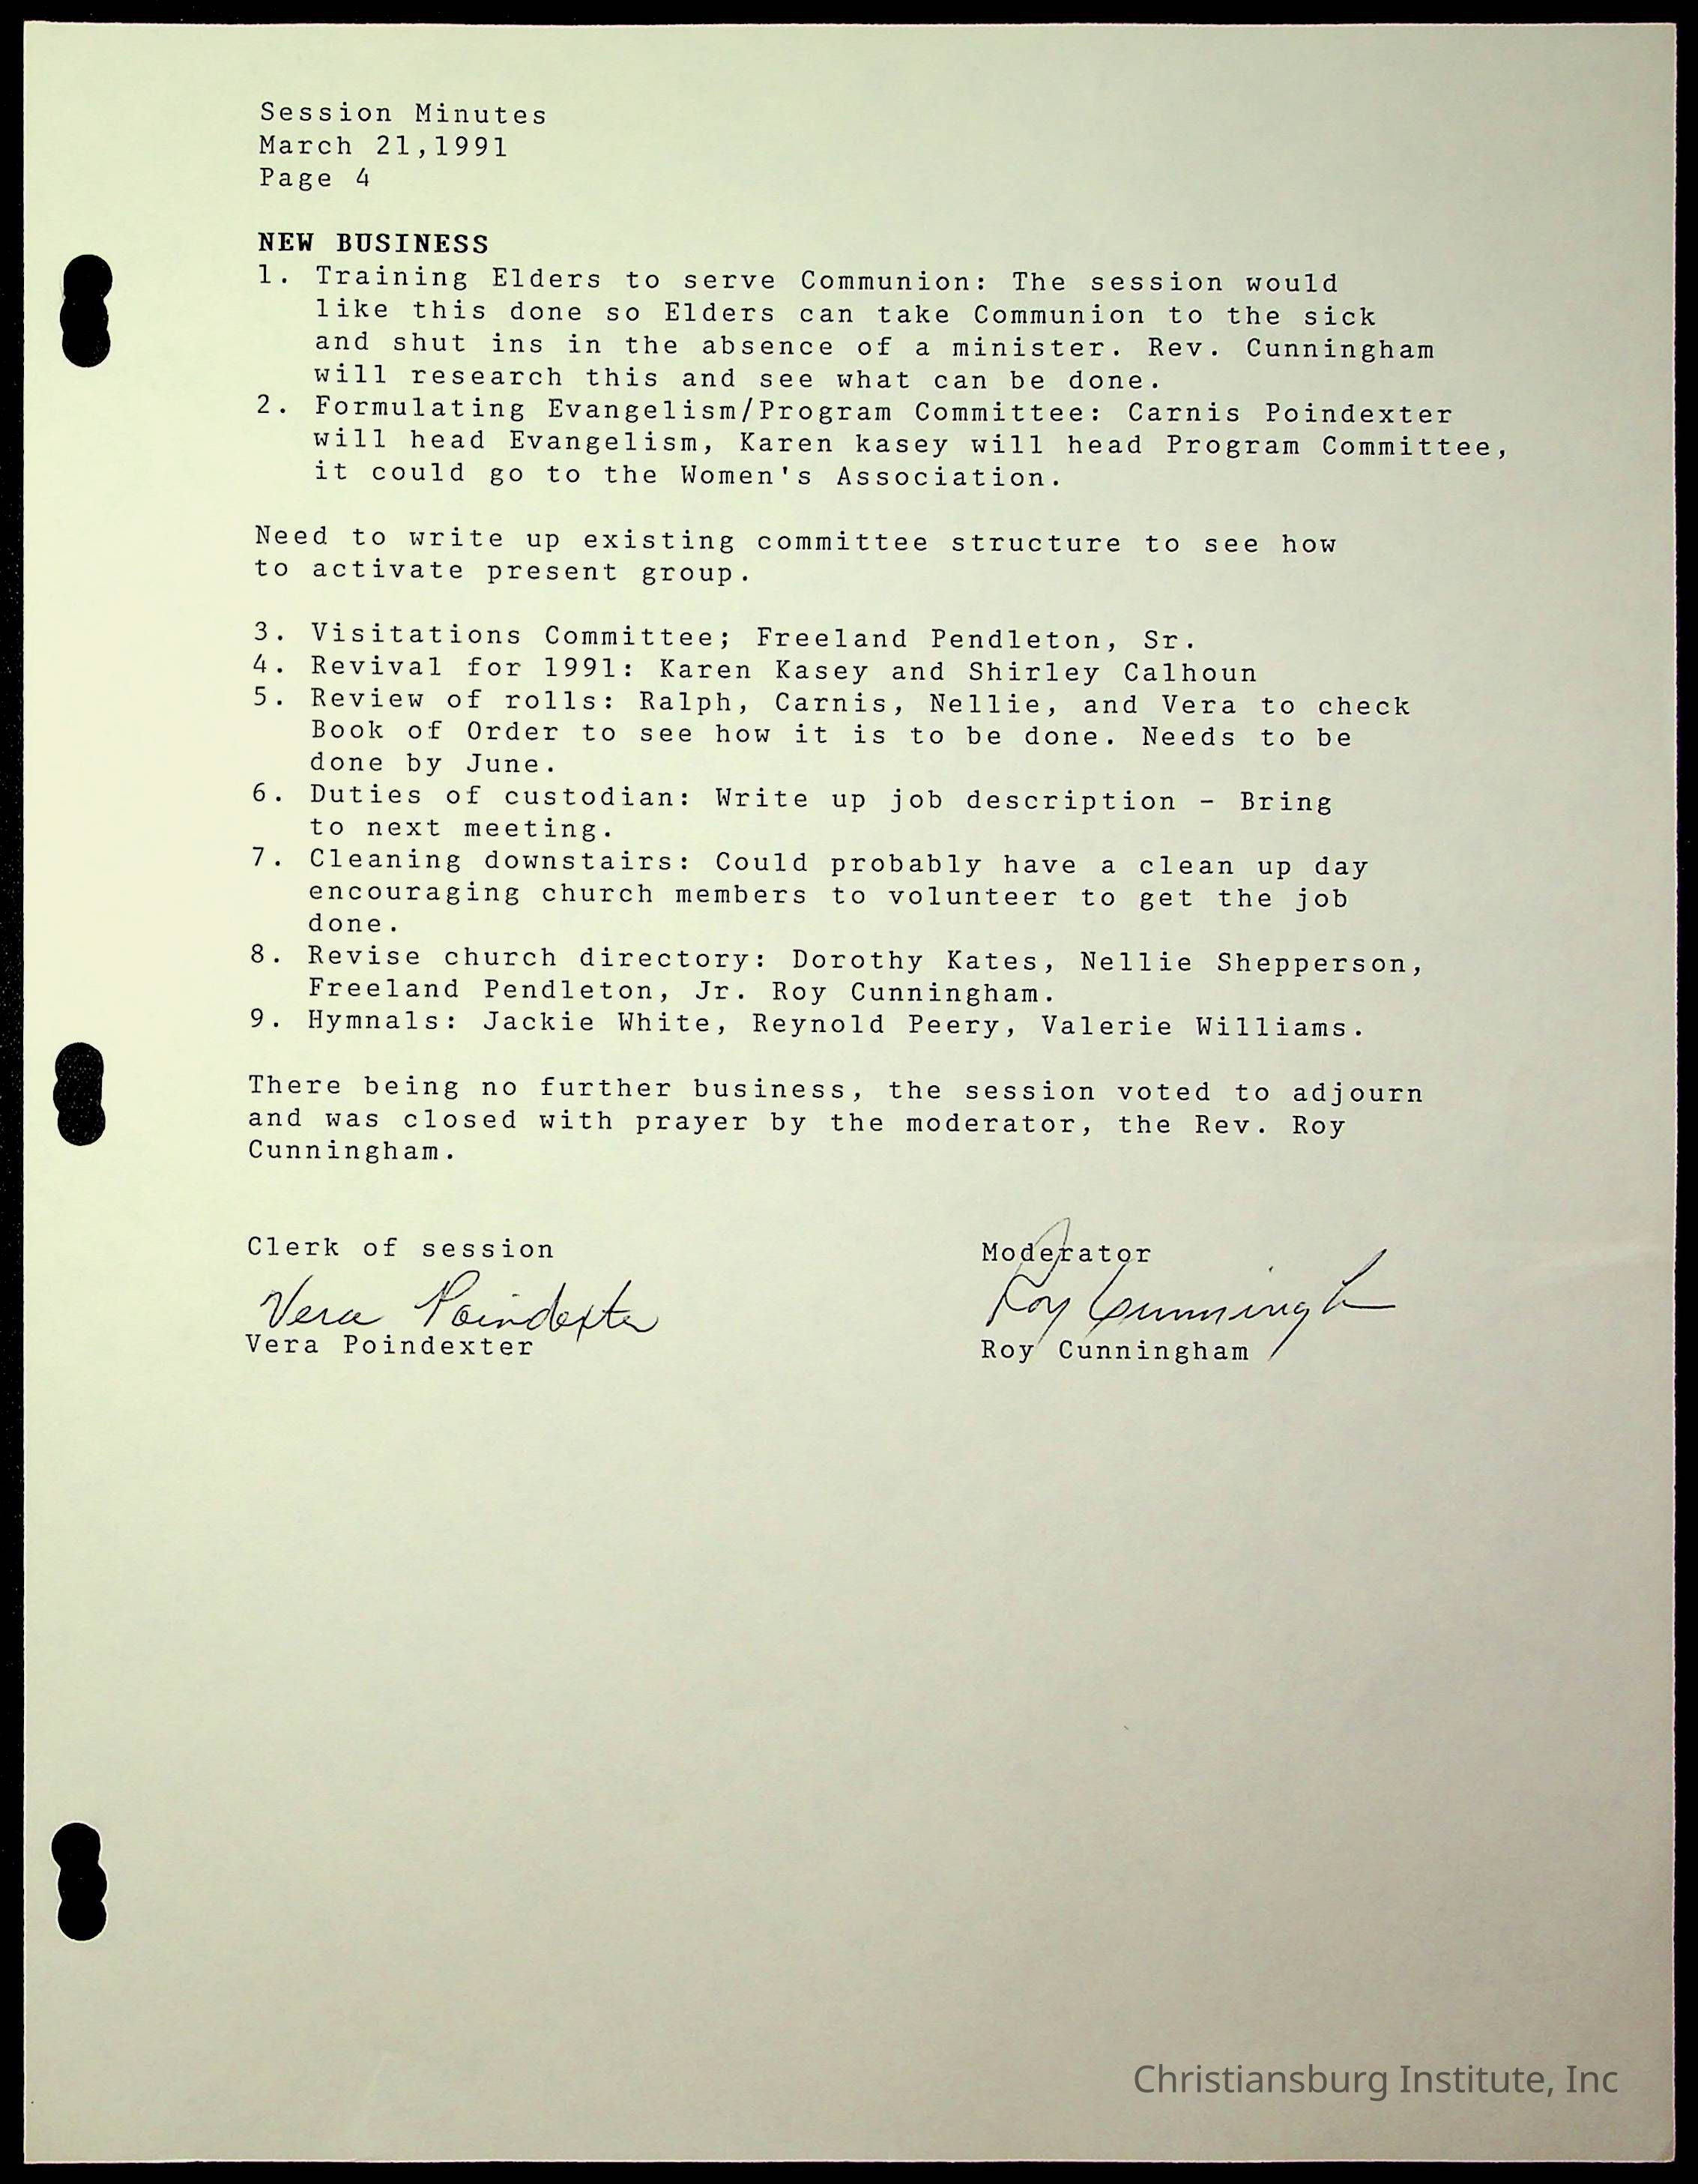 Session Minutes
March 21,1991
Page 4
NEW BUSINESS
1. Training Elders to serve Communion: The session would
like this done so Elders can take Communion to the sick
and shut ins in the absence of a minister. Rev. Cunningham
will research this and see what can be done.
2. Formulating Evangelism/Program Committee: Carnis Poindexter
will head Evangelism, Karen kasey will head Program Committee,
it could go to the Women's Association.
Need to write up existing committee structure to see how
to activate present group.
3. Visitations Committee; Freeland Pendleton, Sr.
4. Revival for 1991: Karen Kasey and Shirley Calhoun
5. Review of rolls: Ralph, Carnis, Nellie, and Vera to check
Book of Order to see how it is to be done. Needs to be
done by June.
6. Duties of custodian: Write up job description - Bring
to next meeting.
7. Cleaning downstairs: Could probably have a clean up day
encouraging church members to volunteer to get the job
done.
8. Revise church directory: Dorothy Kates, Nellie Shepperson,
Freeland Pendleton, Jr. Roy Cunningham.
9. Hymnals: Jackie White, Reynold Peery, Valerie Williams.
There being no further business, the session voted to adjourn
and was closed with prayer by the moderator, the Rev. Roy
Cunningham.
Clerk of session
Vera Poindexter
Vera Poindexter
Moderator
Roy Cunningham
Roy Cunningham
Christiansburg Institute, Inc